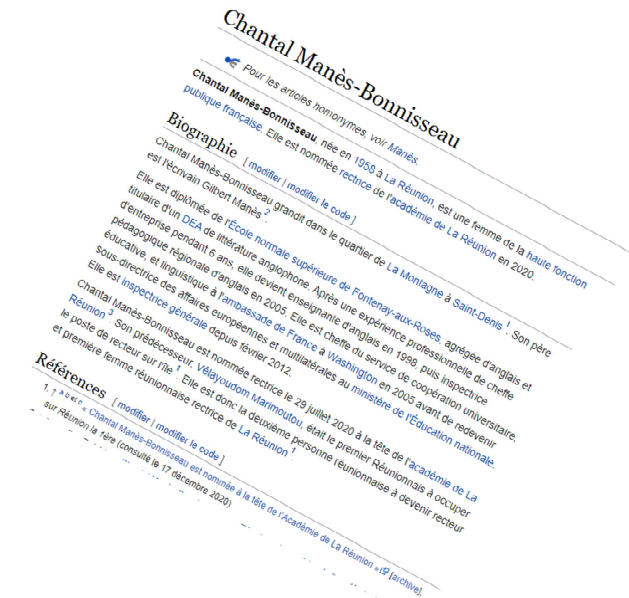 Chantal Manès-Bonnisseau
Pour les articles homonymes, voir Manès.
Chantal Manès-Bonnisseau, née en 1958 à La Réunion, est une femme de la haute fonction
publique française. Elle est nommée rectrice de l'académie de La Réunion en 2020.
Biographie [ modifier | modifier le code ]
Chantal Manès-Bonnisseau grandit dans le quartier de La Montagne à Saint-Denis 1. Son père
est l'écrivain Gilbert Manès 2.
Elle est diplômée de l'École normale supérieure de Fontenay-aux-Roses, agrégée d'anglais et
titulaire d'un DEA de littérature anglophone. Après une expérience professionnelle de cheffe
d'entreprise pendant 6 ans, elle devient enseignante d'anglais en 1998, puis inspectrice
pédagogique régionale d'anglais en 2005. Elle est cheffe du service de coopération universitaire,
éducative, et linguistique à l'ambassade de France à Washington en 2005 avant de redevenir
sous-directrice des affaires européennes et multilatérales au ministère de l'Éducation nationale.
Elle est inspectrice générale depuis février 2012.
Chantal Manès-Bonnisseau est nommée rectrice le 29 juillet 2020 à la tête de l'académie de La
Réunion 3. Son prédécesseur, Vélayoudom Marimoutou, était le premier Réunionnais à occuper
le poste de recteur sur l'île 1. Elle est donc la deuxième personne réunionnaise à devenir recteur
et première femme réunionnaise rectrice de La Réunion 1.
Références [ modifier | modifier le code ]
1. ↑ a b et c « Chantal Manès-Bonnisseau est nommée à la tête de l'Académie de La Réunion » [archive],
sur Réunion la 1ère (consulté le 17 décembre 2020)